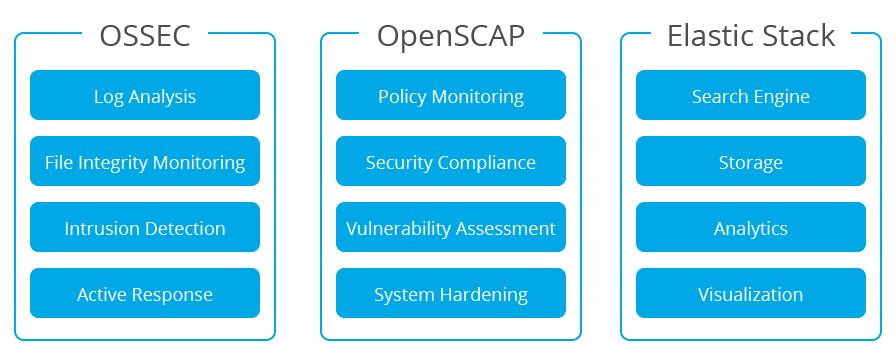 OSSEC
Log Analysis
File Integrity Monitoring
Intrusion Detection
Active Response
OpenSCAP
Policy Monitoring
Security Compliance
Vulnerability Assessment
System Hardening
Elastic Stack
Search Engine
Storage
Analytics
Visualization